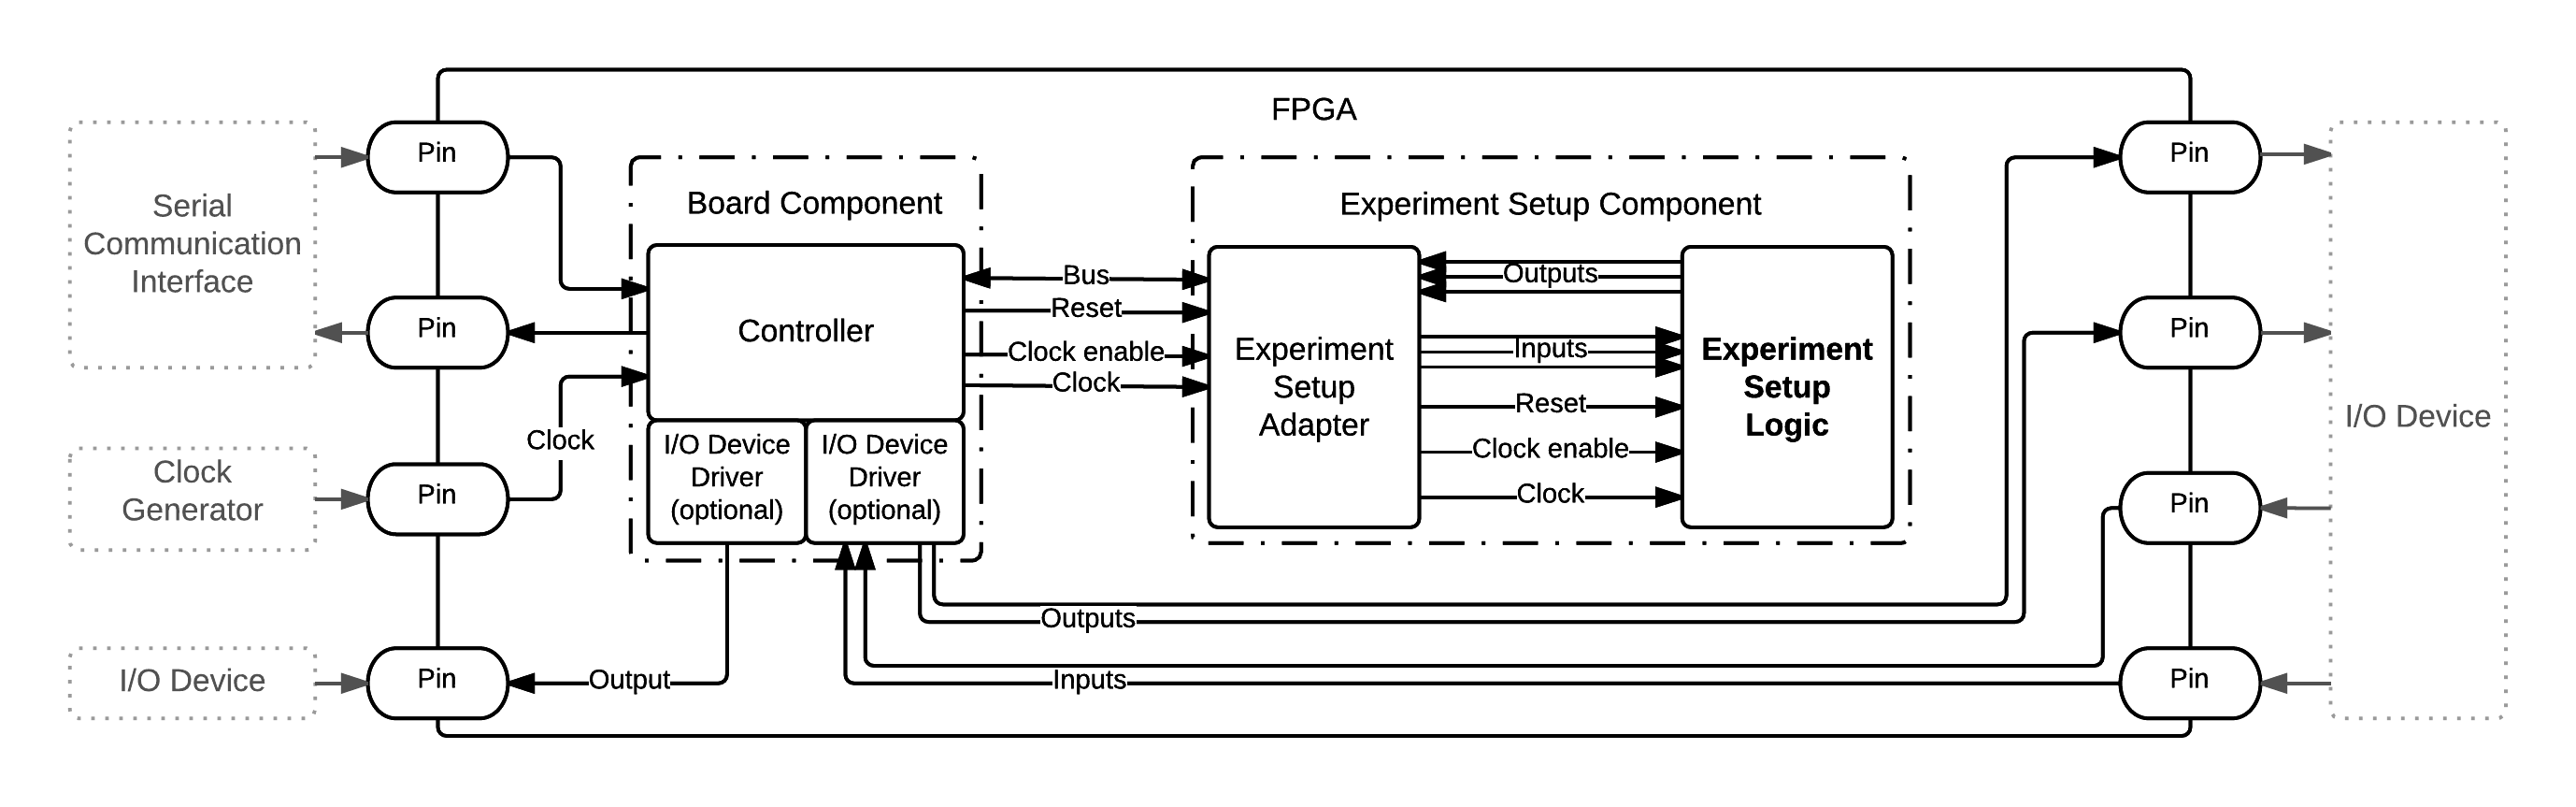 FPGA
Serial
Communication
Interface
Pin
Pin
Clock
Generator
Pin
Clock
I/O Device
Pin
Output
Board Component
Controller
I/O Device
Driver
(optional)
I/O Device
Driver
(optional)
Bus
Reset
Clock enable
Clock
Experiment Setup Component
Experiment
Setup
Adapter
Outputs
Inputs
Reset
Clock enable
Clock
Experiment
Setup
Logic
Outputs
Inputs
Pin
Pin
Pin
Pin
I/O Device